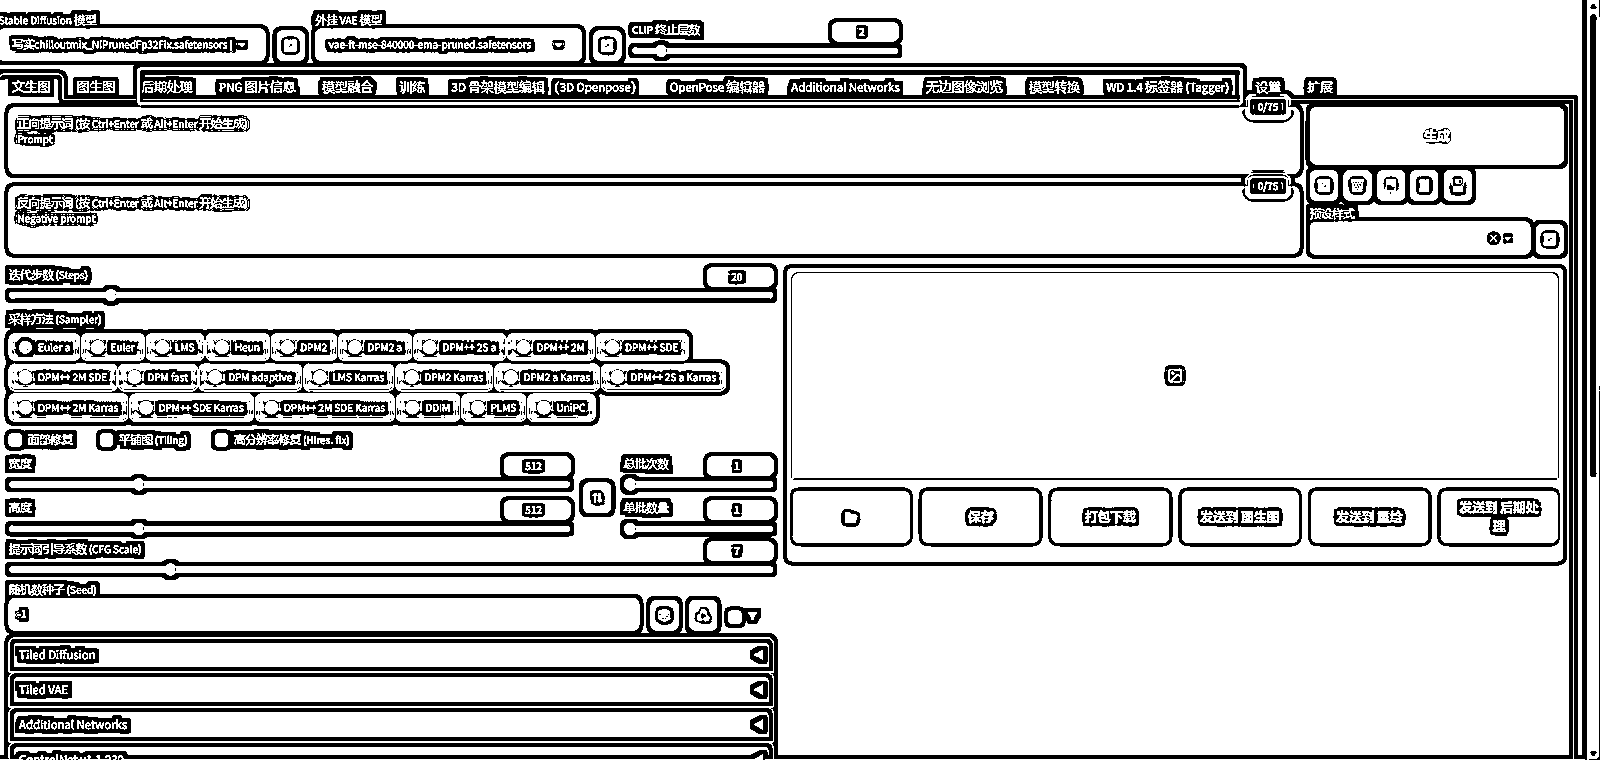 Stable Diffusion 模型
外挂 VAE 模型
CLIP 终止层数
2
写实chilloutmix_NiPrunedFp32Fix.safetensors [
vae-ft-mse-840000-ema-pruned.safetensors
文生图 图生图 后期处理 PNG 图片信息 模型融合 训练 3D 骨架模型编辑 (3D Openpose) OpenPose 编辑器 Additional Networks 无边图像浏览 模型转换 WD 1.4 标签器 (Tagger) 设置 扩展
0/75
正向提示词 (按 Ctrl+Enter 或 Alt+Enter 开始生成)
Prompt
生成
0/75
反向提示词 (按 Ctrl+Enter 或 Alt+Enter 开始生成)
Negative prompt
预设样式
迭代步数 (Steps)
20
采样方法 (Sampler)
Euler a Euler LMS Heun DPM2 DPM2 a DPM++ 2S a DPM++ 2M DPM++ SDE
DPM++ 2M SDE DPM fast DPM adaptive LMS Karras DPM2 Karras DPM2 a Karras DPM++ 2S a Karras
DPM++ 2M Karras DPM++ SDE Karras DPM++ 2M SDE Karras DDIM PLMS UniPC
面部修复 平铺图 (Tiling) 高分辨率修复 (Hires. fix)
宽度
512
总批次数
1
高度
512
单批数量
1
提示词引导系数 (CFG Scale)
7
随机数种子 (Seed)
-1
保存 打包下载 发送到 图生图 发送到 重绘 发送到 后期处
理
Tiled Diffusion
Tiled VAE
Additional Networks